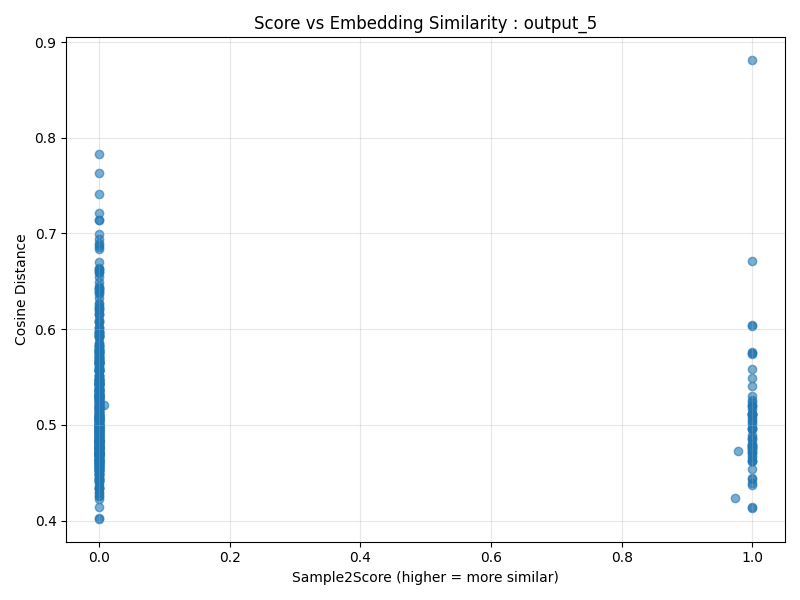 Score vs Embedding Similarity : output_5
Cosine Distance
0.9
0.8
0.7
0.6
0.5
0.4
0.0 0.2 0.4 0.6 0.8 1.0
Sample2Score (higher = more similar)